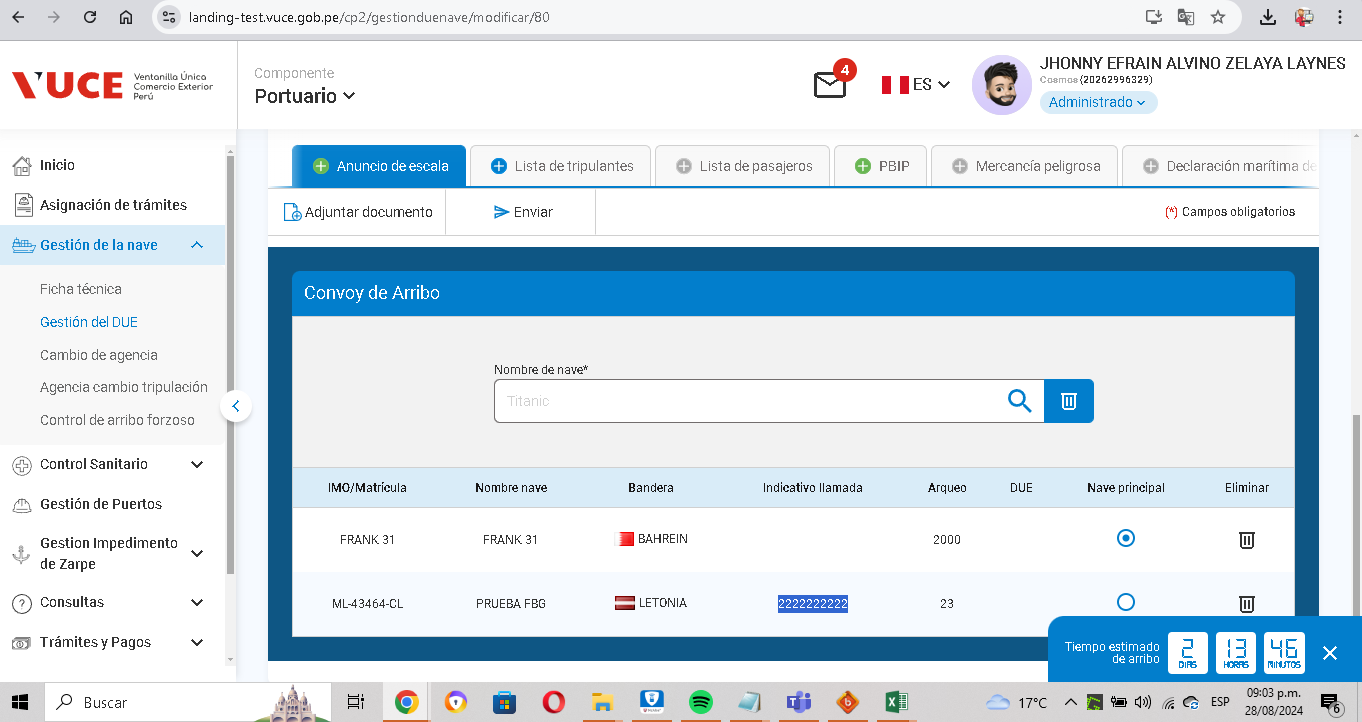 landing-test.vuce.gob.pe/cp2/gestionduenave/modificar/80
VUCE Ventanilla Única
Comercio Exterior
Perú
Componente
Portuario
4
ES
JHONNY EFRAIN ALVINO ZELAYA LAYNES
Cosmos (20262996329)
Administrado
Inicio
Asignación de trámites
Gestión de la nave
Ficha técnica
Gestión del DUE
Cambio de agencia
Agencia cambio tripulación
Control de arribo forzoso
Control Sanitario
Gestión de Puertos
Gestion Impedimento
de Zarpe
Consultas
Trámites y Pagos
Anuncio de escala
Lista de tripulantes
Lista de pasajeros
PBIP
Mercancía peligrosa
Declaración marítima de
Adjuntar documento
Enviar
(*) Campos obligatorios
Convoy de Arribo
Nombre de nave*
Titanic
IMO/Matrícula Nombre nave Bandera Indicativo llamada Arqueo DUE Nave principal Eliminar
FRANK 31 FRANK 31 BAHREIN 2000
ML-43464-CL PRUEBA FBG LETONIA 2222222222 23
Tiempo estimado
de arribo
2 DIAS 13 HORAS 46 MINUTOS
Buscar
17°C
ESP
09:03 p.m.
28/08/2024
6